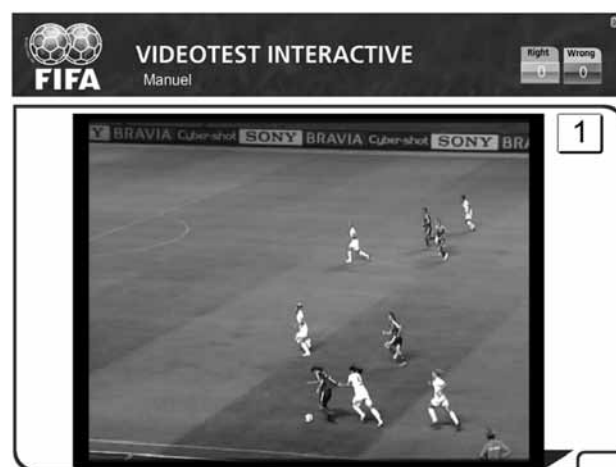 FIFA
VIDEOTEST INTERACTIVE
Manuel
Right Wrong
0 0
1
BRAVIA Cyber-shot SONY BRAVIA Cyber-shot SONY